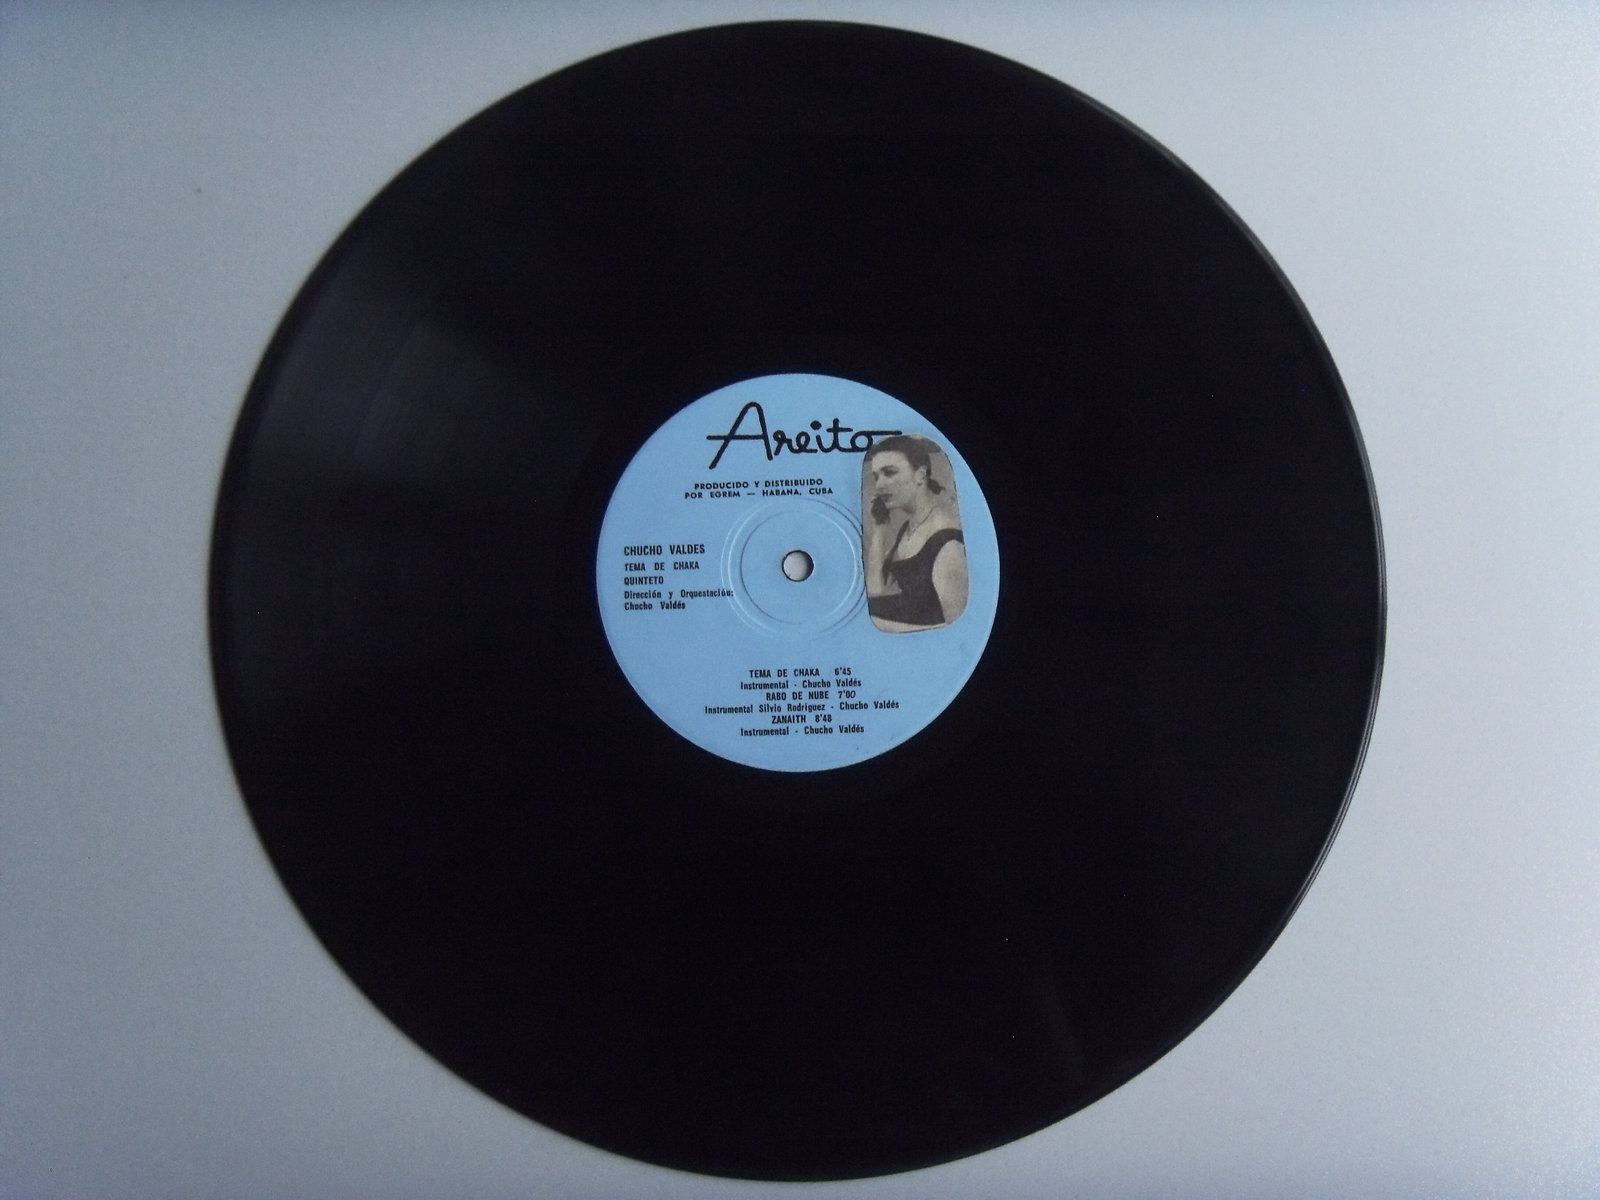 Areito
PRODUCIDO Y DISTRIBUIDO
POR EGREM — HABANA, CUBA
CHUCHO VALDES
TEMA DE CHAKA
QUINTETO
Dirección y Orquestación:
Chucho Valdés
TEMA DE CHAKA 6'45
Instrumental - Chucho Valdés
RABO DE NUBE 7'00
Instrumental Silvio Rodriguez - Chucho Valdés
ZANAITH 8'48
Instrumental - Chucho Valdés